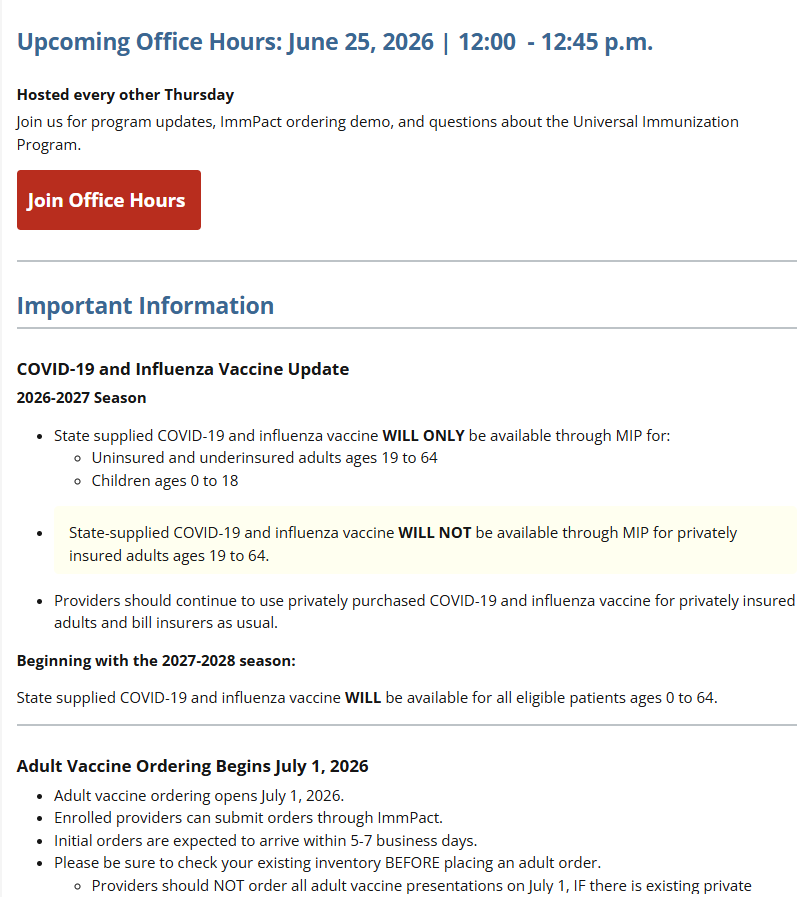 Upcoming Office Hours: June 25, 2026 | 12:00  - 12:45 p.m.
Hosted every other Thursday
Join us for program updates, ImmPact ordering demo, and questions about the Universal Immunization
Program.
Join Office Hours
Important Information
COVID-19 and Influenza Vaccine Update
2026-2027 Season
• State supplied COVID-19 and influenza vaccine WILL ONLY be available through MIP for:
◦ Uninsured and underinsured adults ages 19 to 64
◦ Children ages 0 to 18
• State-supplied COVID-19 and influenza vaccine WILL NOT be available through MIP for privately
insured adults ages 19 to 64.
• Providers should continue to use privately purchased COVID-19 and influenza vaccine for privately insured
adults and bill insurers as usual.
Beginning with the 2027-2028 season:
State supplied COVID-19 and influenza vaccine WILL be available for all eligible patients ages 0 to 64.
Adult Vaccine Ordering Begins July 1, 2026
• Adult vaccine ordering opens July 1, 2026.
• Enrolled providers can submit orders through ImmPact.
• Initial orders are expected to arrive within 5-7 business days.
• Please be sure to check your existing inventory BEFORE placing an adult order.
◦ Providers should NOT order all adult vaccine presentations on July 1, IF there is existing private